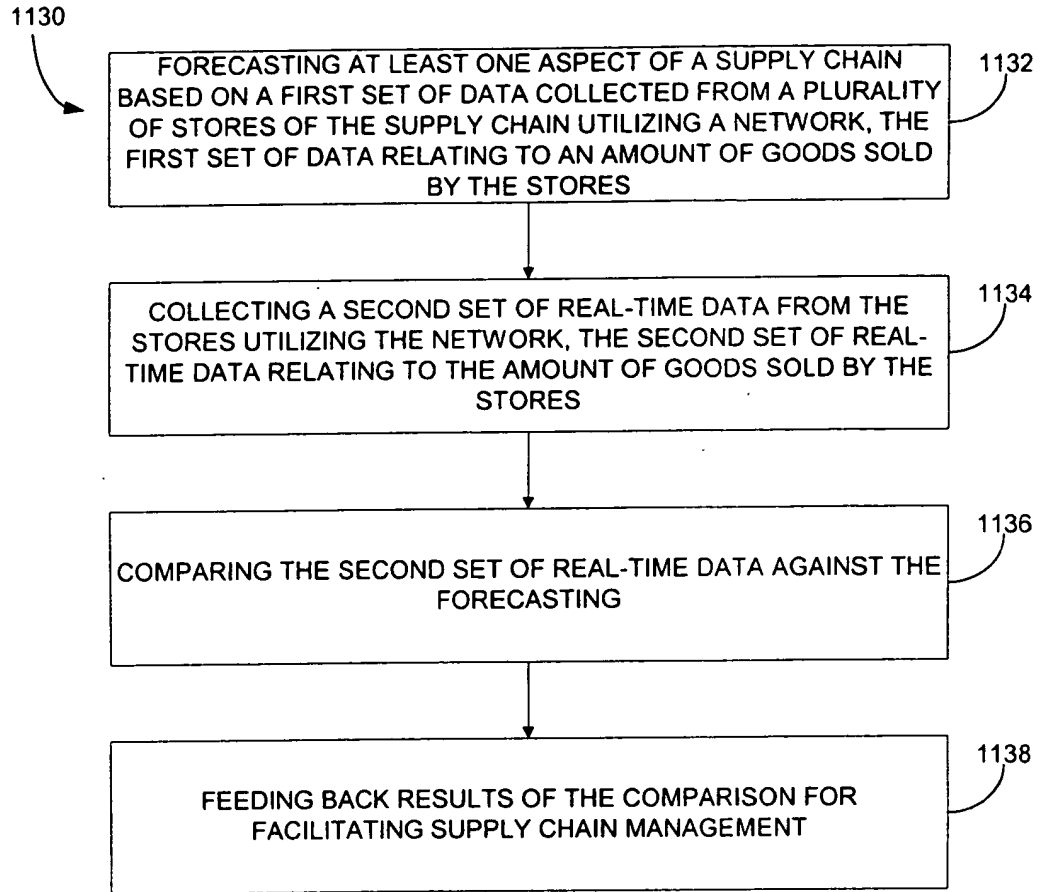 1130
FORECASTING AT LEAST ONE ASPECT OF A SUPPLY CHAIN
BASED ON A FIRST SET OF DATA COLLECTED FROM A PLURALITY
OF STORES OF THE SUPPLY CHAIN UTILIZING A NETWORK, THE
FIRST SET OF DATA RELATING TO AN AMOUNT OF GOODS SOLD
BY THE STORES
1132
COLLECTING A SECOND SET OF REAL-TIME DATA FROM THE
STORES UTILIZING THE NETWORK, THE SECOND SET OF REAL-
TIME DATA RELATING TO THE AMOUNT OF GOODS SOLD BY THE
STORES
1134
COMPARING THE SECOND SET OF REAL-TIME DATA AGAINST THE
FORECASTING
1136
FEEDING BACK RESULTS OF THE COMPARISON FOR
FACILITATING SUPPLY CHAIN MANAGEMENT
1138